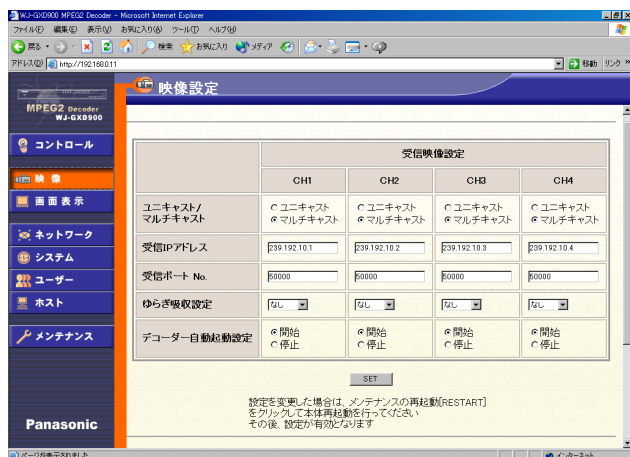 WJ-GXD900 MPEG2 Decoder - Microsoft Internet Explorer
ファイル(F) 編集(E) 表示(V) お気に入り(A) ツール(T) ヘルプ(H)
戻る 検索 お気に入り メディア
アドレス(D) http://192.168.0.11 移動 リンク »
MPEG2 Decoder
WJ-GXD900
コントロール
映 像
画面表示
ネットワーク
システム
ユーザー
ホスト
メンテナンス
Panasonic
映像設定
受信映像設定
CH1 CH2 CH3 CH4
ユニキャスト/
マルチキャスト
ユニキャスト ユニキャスト ユニキャスト ユニキャスト
マルチキャスト マルチキャスト マルチキャスト マルチキャスト
受信IPアドレス 239.192.10.1 239.192.10.2 239.192.10.3 239.192.10.4
受信ポート No. 50000 50000 50000 50000
ゆらぎ吸収設定 なし なし なし なし
デコーダー自動起動設定
開始 開始 開始 開始
停止 停止 停止 停止
SET
設定を変更した場合は、メンテナンスの再起動[RESTART]
をクリックして本体再起動を行ってください
その後、設定が有効となります
ページが表示されました インターネット